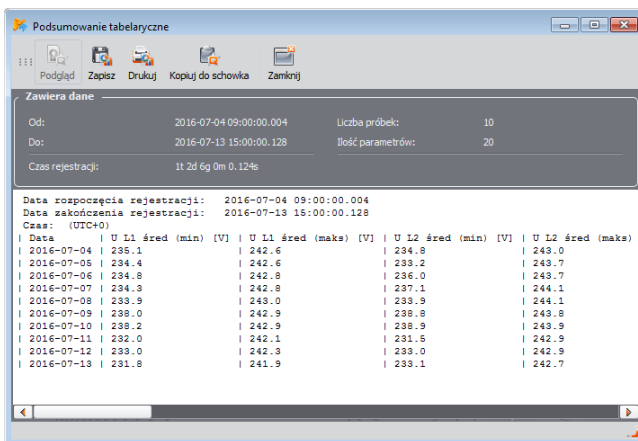 Podsumowanie tabelaryczne
Podgląd Zapisz Drukuj Kopiuj do schowka Zamknij
Zawiera dane
Od: 2016-07-04 09:00:00.004 Liczba próbek: 10
Do: 2016-07-13 15:00:00.128 Ilość parametrów: 20
Czas rejestracji: 1t 2d 6g 0m 0.124s
Data rozpoczęcia rejestracji: 2016-07-04 09:00:00.004
Data zakończenia rejestracji: 2016-07-13 15:00:00.128
Czas: (UTC+0)
| Data | U L1 śred (min) [V] | U L1 śred (maks) [V] | U L2 śred (min) [V] | U L2 śred (maks)
| 2016-07-04 | 235.1 | 242.6 | 234.8 | 243.0
| 2016-07-05 | 234.4 | 242.6 | 233.2 | 243.7
| 2016-07-06 | 234.8 | 242.8 | 236.0 | 243.7
| 2016-07-07 | 234.3 | 242.8 | 237.1 | 244.1
| 2016-07-08 | 233.9 | 243.0 | 233.9 | 244.1
| 2016-07-09 | 238.0 | 242.9 | 238.8 | 243.8
| 2016-07-10 | 238.2 | 242.9 | 238.9 | 243.9
| 2016-07-11 | 232.0 | 242.1 | 231.5 | 242.9
| 2016-07-12 | 233.0 | 242.3 | 233.0 | 242.9
| 2016-07-13 | 231.8 | 241.9 | 233.1 | 242.7